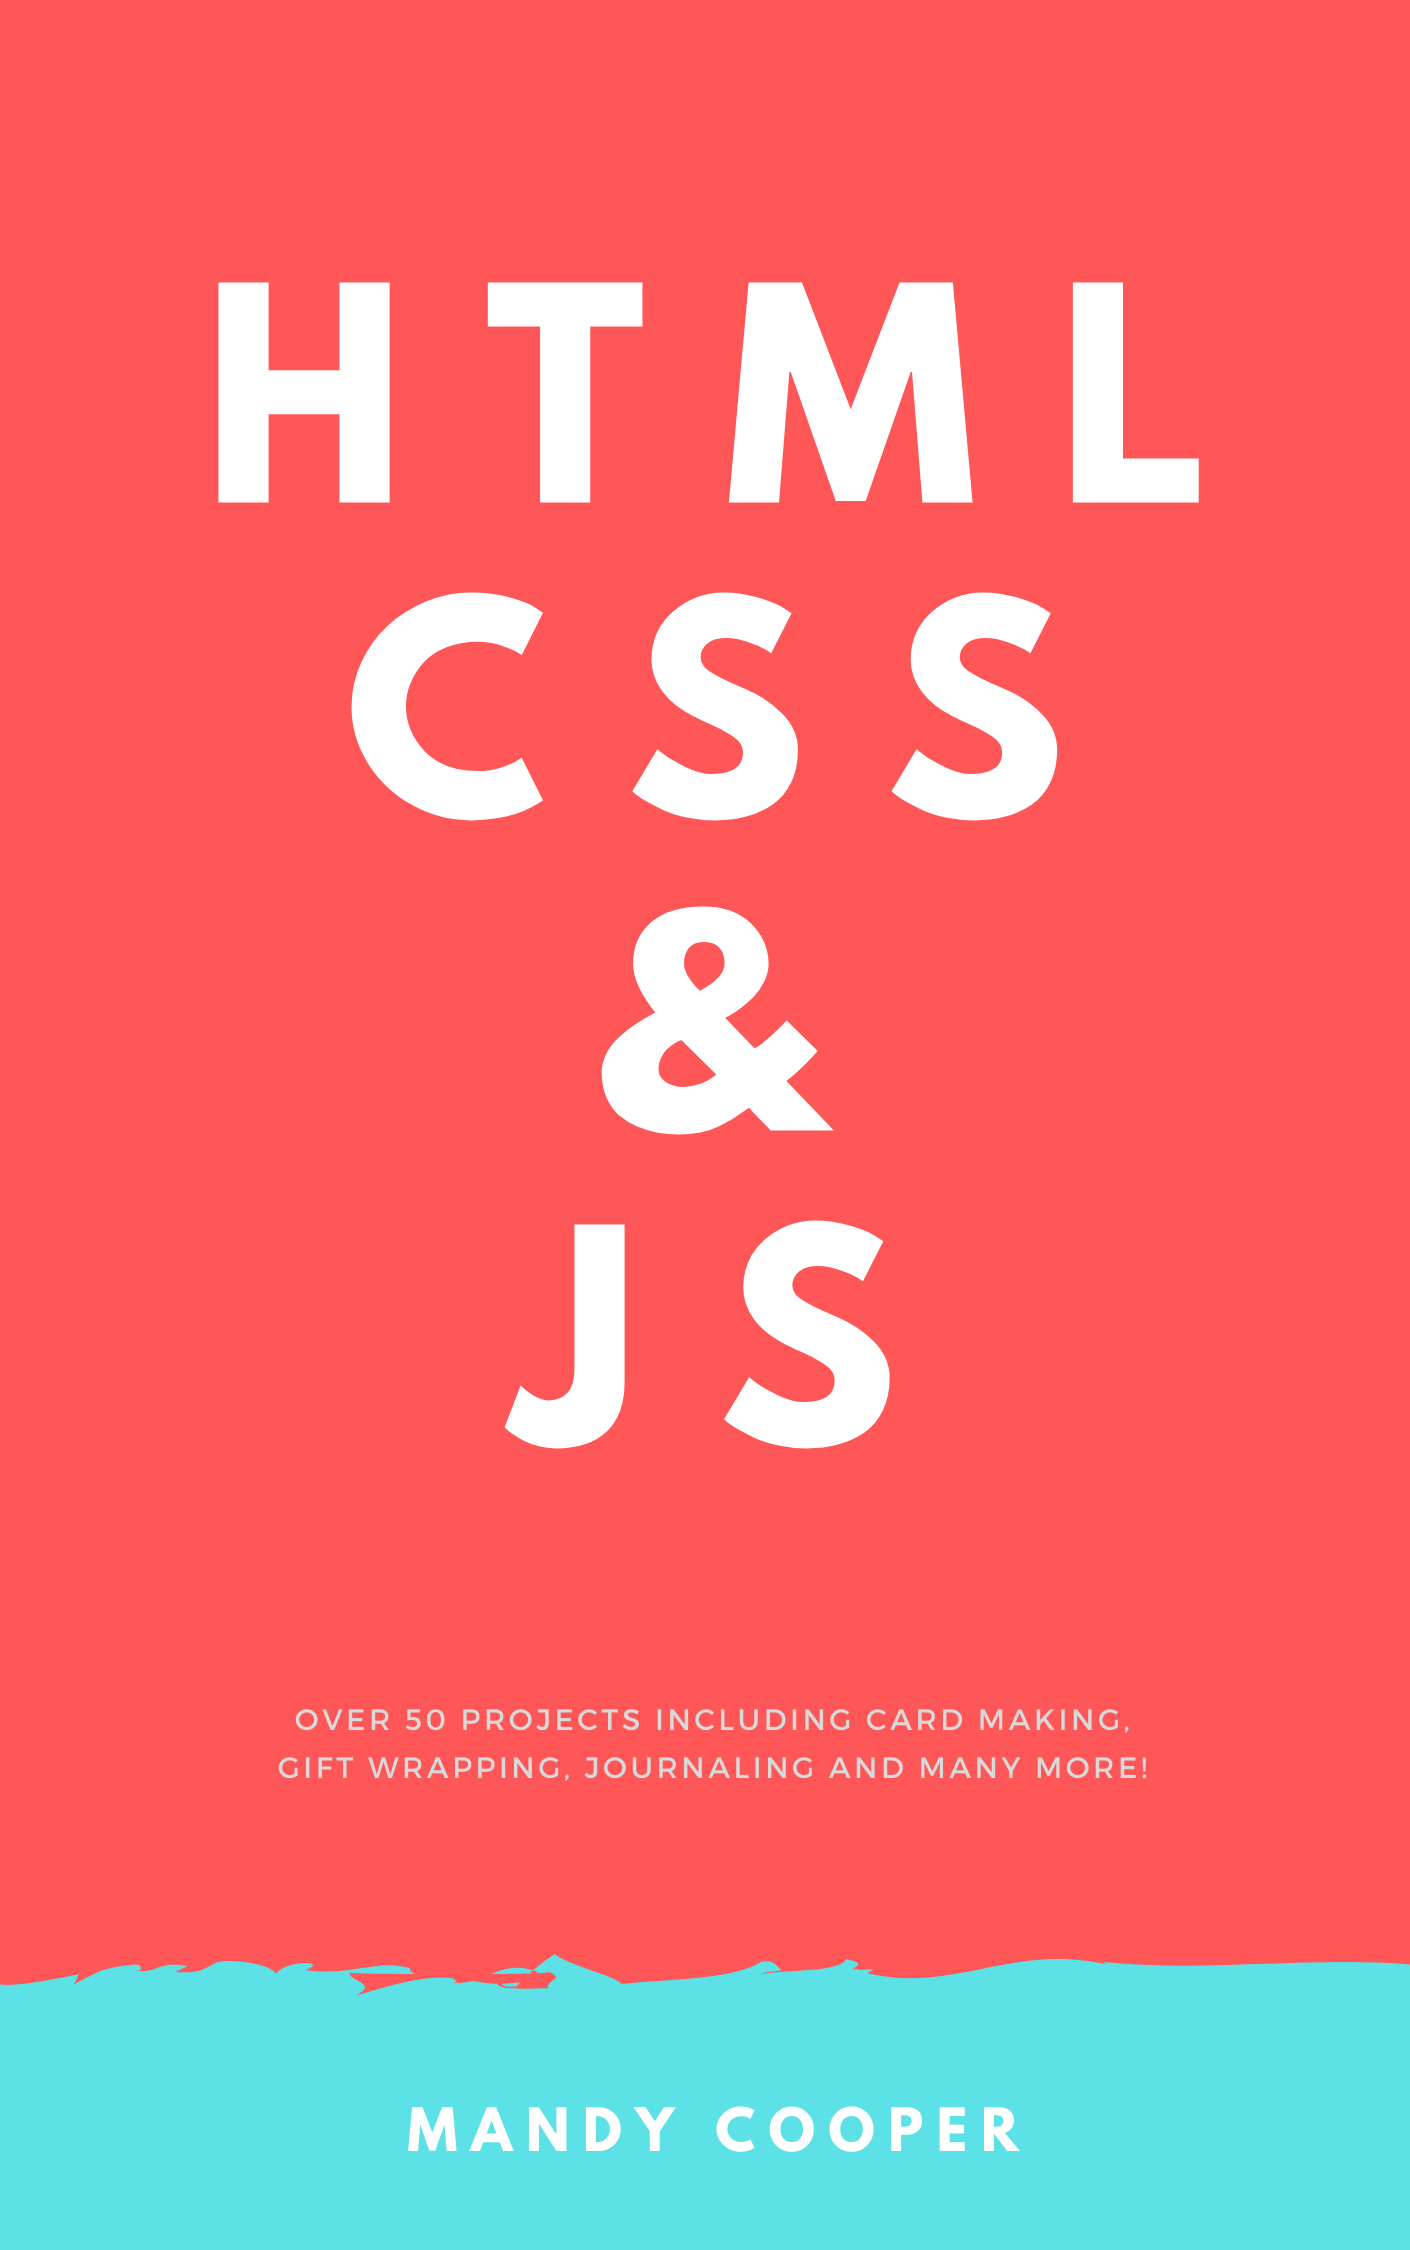 HTML
CSS
&
JS
OVER 50 PROJECTS INCLUDING CARD MAKING,
GIFT WRAPPING, JOURNALING AND MANY MORE!
MANDY COOPER